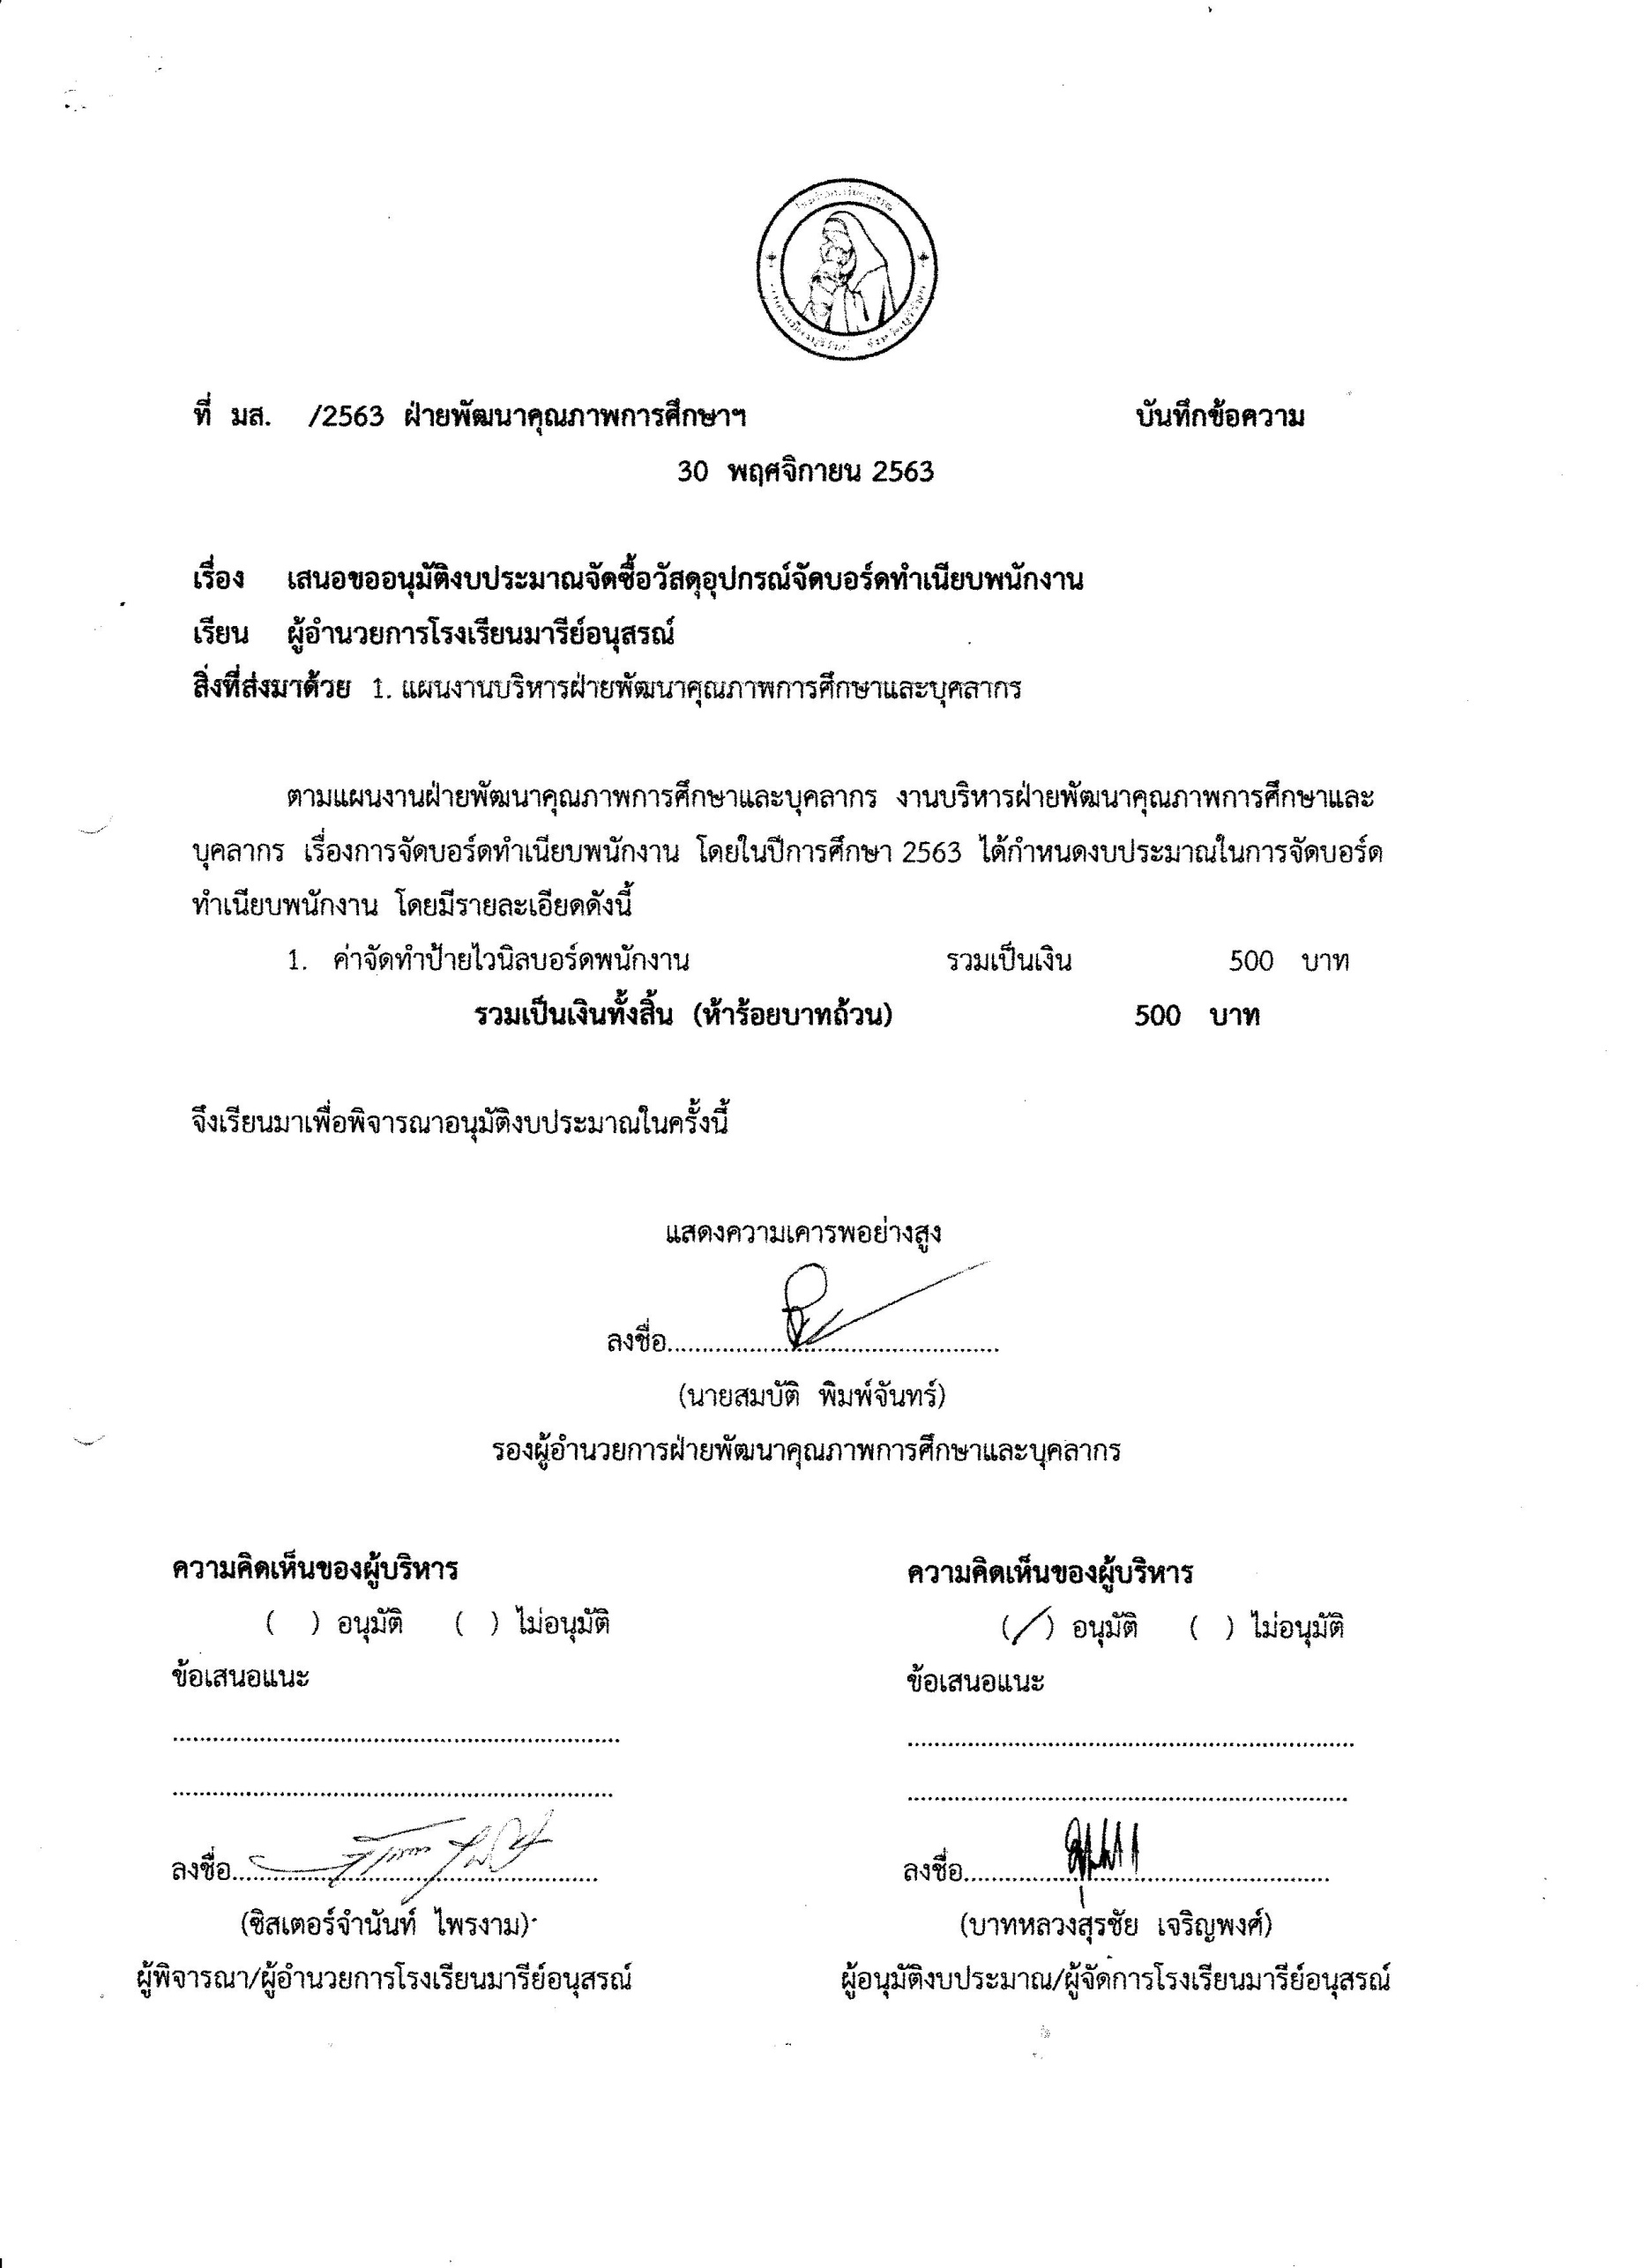 ที่ มส. /2563 ฝ่ายพัฒนาคุณภาพการศึกษาฯ บันทึกข้อความ
30 พฤศจิกายน 2563
เรื่อง เสนอขออนุมัติงบประมาณจัดซื้อวัสดุอุปกรณ์จัดบอร์ดทำเนียบพนักงาน
เรียน ผู้อำนวยการโรงเรียนมารีย์อนุสรณ์
สิ่งที่ส่งมาด้วย 1. แผนงานบริหารฝ่ายพัฒนาคุณภาพการศึกษาและบุคลากร
ตามแผนงานฝ่ายพัฒนาคุณภาพการศึกษาและบุคลากร งานบริหารฝ่ายพัฒนาคุณภาพการศึกษาและ
บุคลากร เรื่องการจัดบอร์ดทำเนียบพนักงาน โดยในปีการศึกษา 2563 ได้กำหนดงบประมาณในการจัดบอร์ด
ทำเนียบพนักงาน โดยมีรายละเอียดดังนี้
1. ค่าจัดทำป้ายไวนิลบอร์ดพนักงาน รวมเป็นเงิน 500 บาท
รวมเป็นเงินทั้งสิ้น (ห้าร้อยบาทถ้วน) 500 บาท
จึงเรียนมาเพื่อพิจารณาอนุมัติงบประมาณในครั้งนี้
แสดงความเคารพอย่างสูง
ลงชื่อ................................................
(นายสมบัติ พิมพ์จันทร์)
รองผู้อำนวยการฝ่ายพัฒนาคุณภาพการศึกษาและบุคลากร
ความคิดเห็นของผู้บริหาร ความคิดเห็นของผู้บริหาร
( ) อนุมัติ ( ) ไม่อนุมัติ (/) อนุมัติ ( ) ไม่อนุมัติ
ข้อเสนอแนะ ข้อเสนอแนะ
ลงชื่อ..................................................... ลงชื่อ.....................................................
(ซิสเตอร์จำนันท์ ไพรงาม) (บาทหลวงสุรชัย เจริญพงศ์)
ผู้พิจารณา/ผู้อำนวยการโรงเรียนมารีย์อนุสรณ์ ผู้อนุมัติงบประมาณ/ผู้จัดการโรงเรียนมารีย์อนุสรณ์